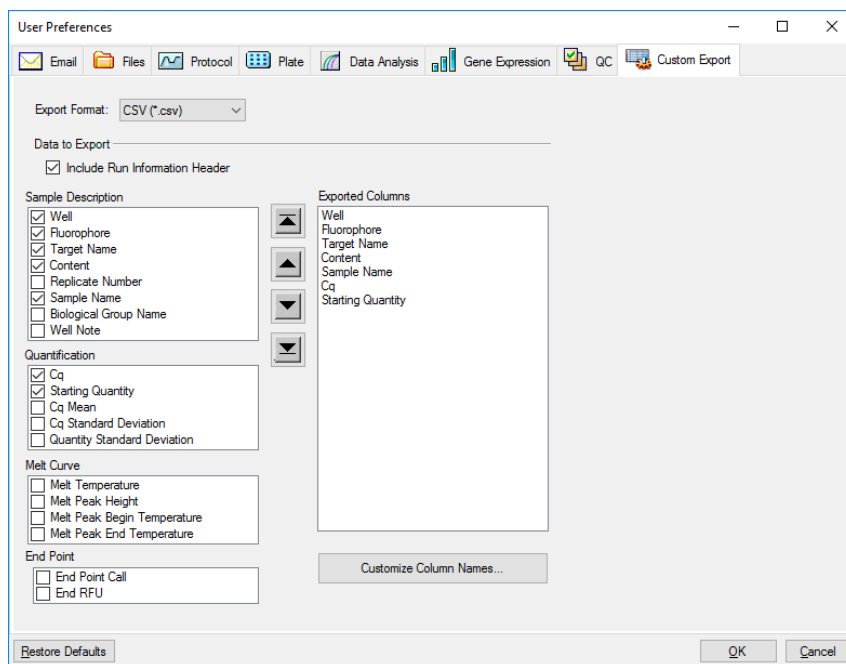 User Preferences
Email Files Protocol Plate Data Analysis Gene Expression QC Custom Export
Export Format: CSV (*.csv)
Data to Export
Include Run Information Header
Sample Description
Well
Fluorophore
Target Name
Content
Replicate Number
Sample Name
Biological Group Name
Well Note
Quantification
Cq
Starting Quantity
Cq Mean
Cq Standard Deviation
Quantity Standard Deviation
Melt Curve
Melt Temperature
Melt Peak Height
Melt Peak Begin Temperature
Melt Peak End Temperature
End Point
End Point Call
End RFU
Exported Columns
Well
Fluorophore
Target Name
Content
Sample Name
Cq
Starting Quantity
Customize Column Names...
Restore Defaults
OK
Cancel